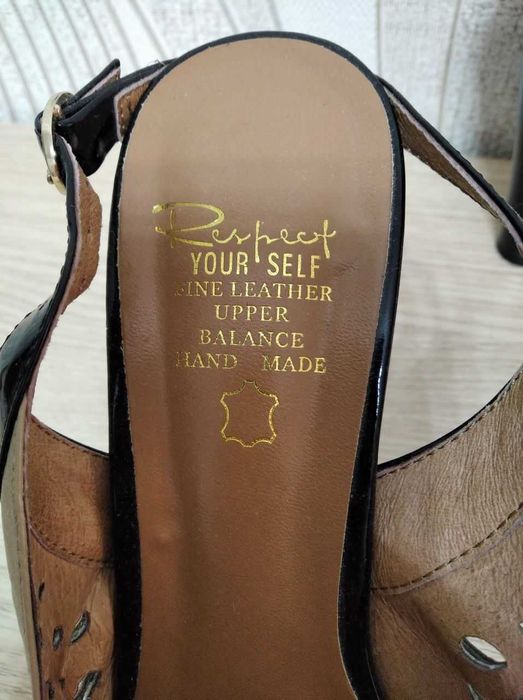 Respect
YOUR SELF
FINE LEATHER
UPPER
BALANCE
HAND MADE